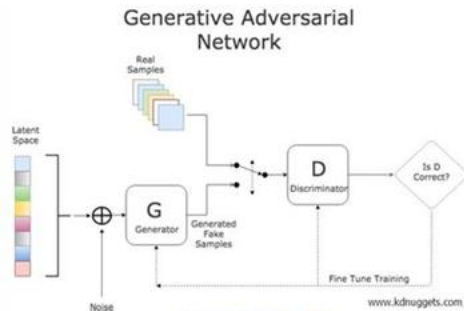 Generative Adversarial
Network
Real
Samples
Latent
Space
D
Discriminator
Is D
Correct?
G
Generator
Generated
Fake
Samples
Fine Tune Training
Noise
www.kdnuggets.com